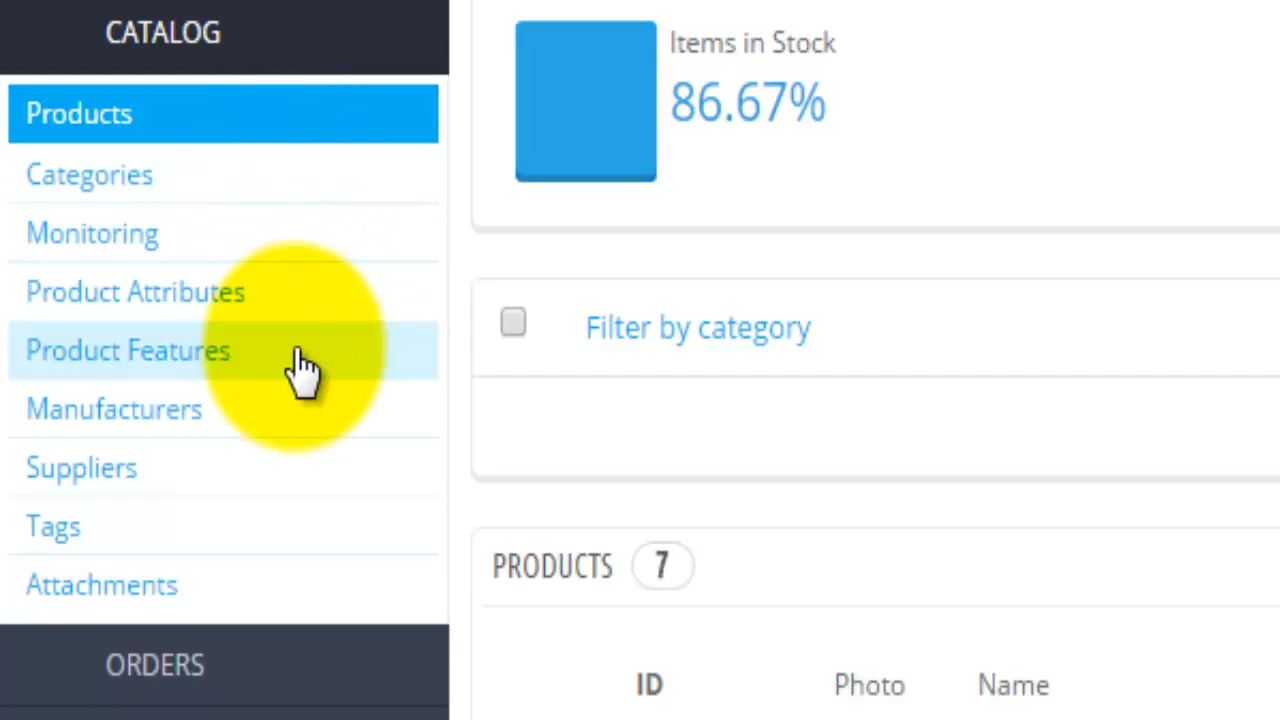 CATALOG
Products
Categories
Monitoring
Product Attributes
Product Features
Manufacturers
Suppliers
Tags
Attachments
ORDERS
Items in Stock
86.67%
Filter by category
PRODUCTS 7
ID Photo Name